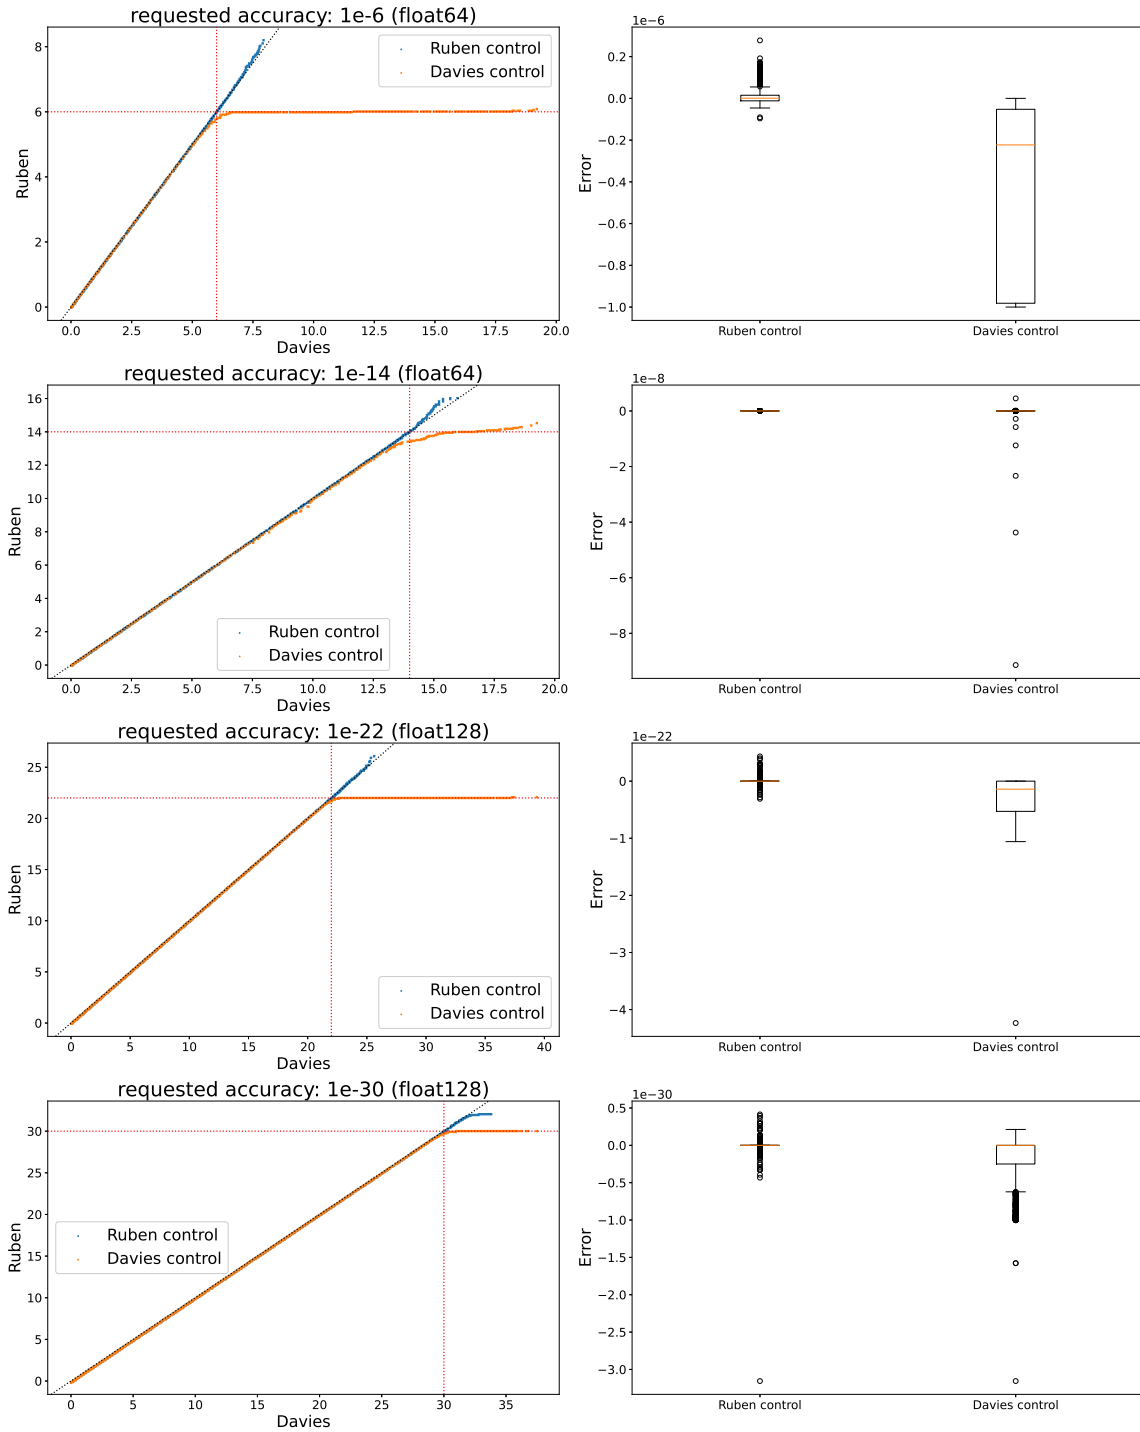 requested accuracy: 1e-6 (float64)
Ruben
8
6
4
2
0
Ruben control
Davies control
0.0 2.5 5.0 7.5 10.0 12.5 15.0 17.5 20.0
Davies
1e−6
Error
0.2
0.0
−0.2
−0.4
−0.6
−0.8
−1.0
Ruben control Davies control
requested accuracy: 1e-14 (float64)
Ruben
16
14
12
10
8
6
4
2
0
Ruben control
Davies control
0.0 2.5 5.0 7.5 10.0 12.5 15.0 17.5 20.0
Davies
1e−8
Error
0
−2
−4
−6
−8
Ruben control Davies control
requested accuracy: 1e-22 (float128)
Ruben
25
20
15
10
5
0
Ruben control
Davies control
0 5 10 15 20 25 30 35 40
Davies
1e−22
Error
0
−1
−2
−3
−4
Ruben control Davies control
requested accuracy: 1e-30 (float128)
Ruben
30
25
20
15
10
5
0
Ruben control
Davies control
0 5 10 15 20 25 30 35
Davies
1e−30
Error
0.5
0.0
−0.5
−1.0
−1.5
−2.0
−2.5
−3.0
Ruben control Davies control